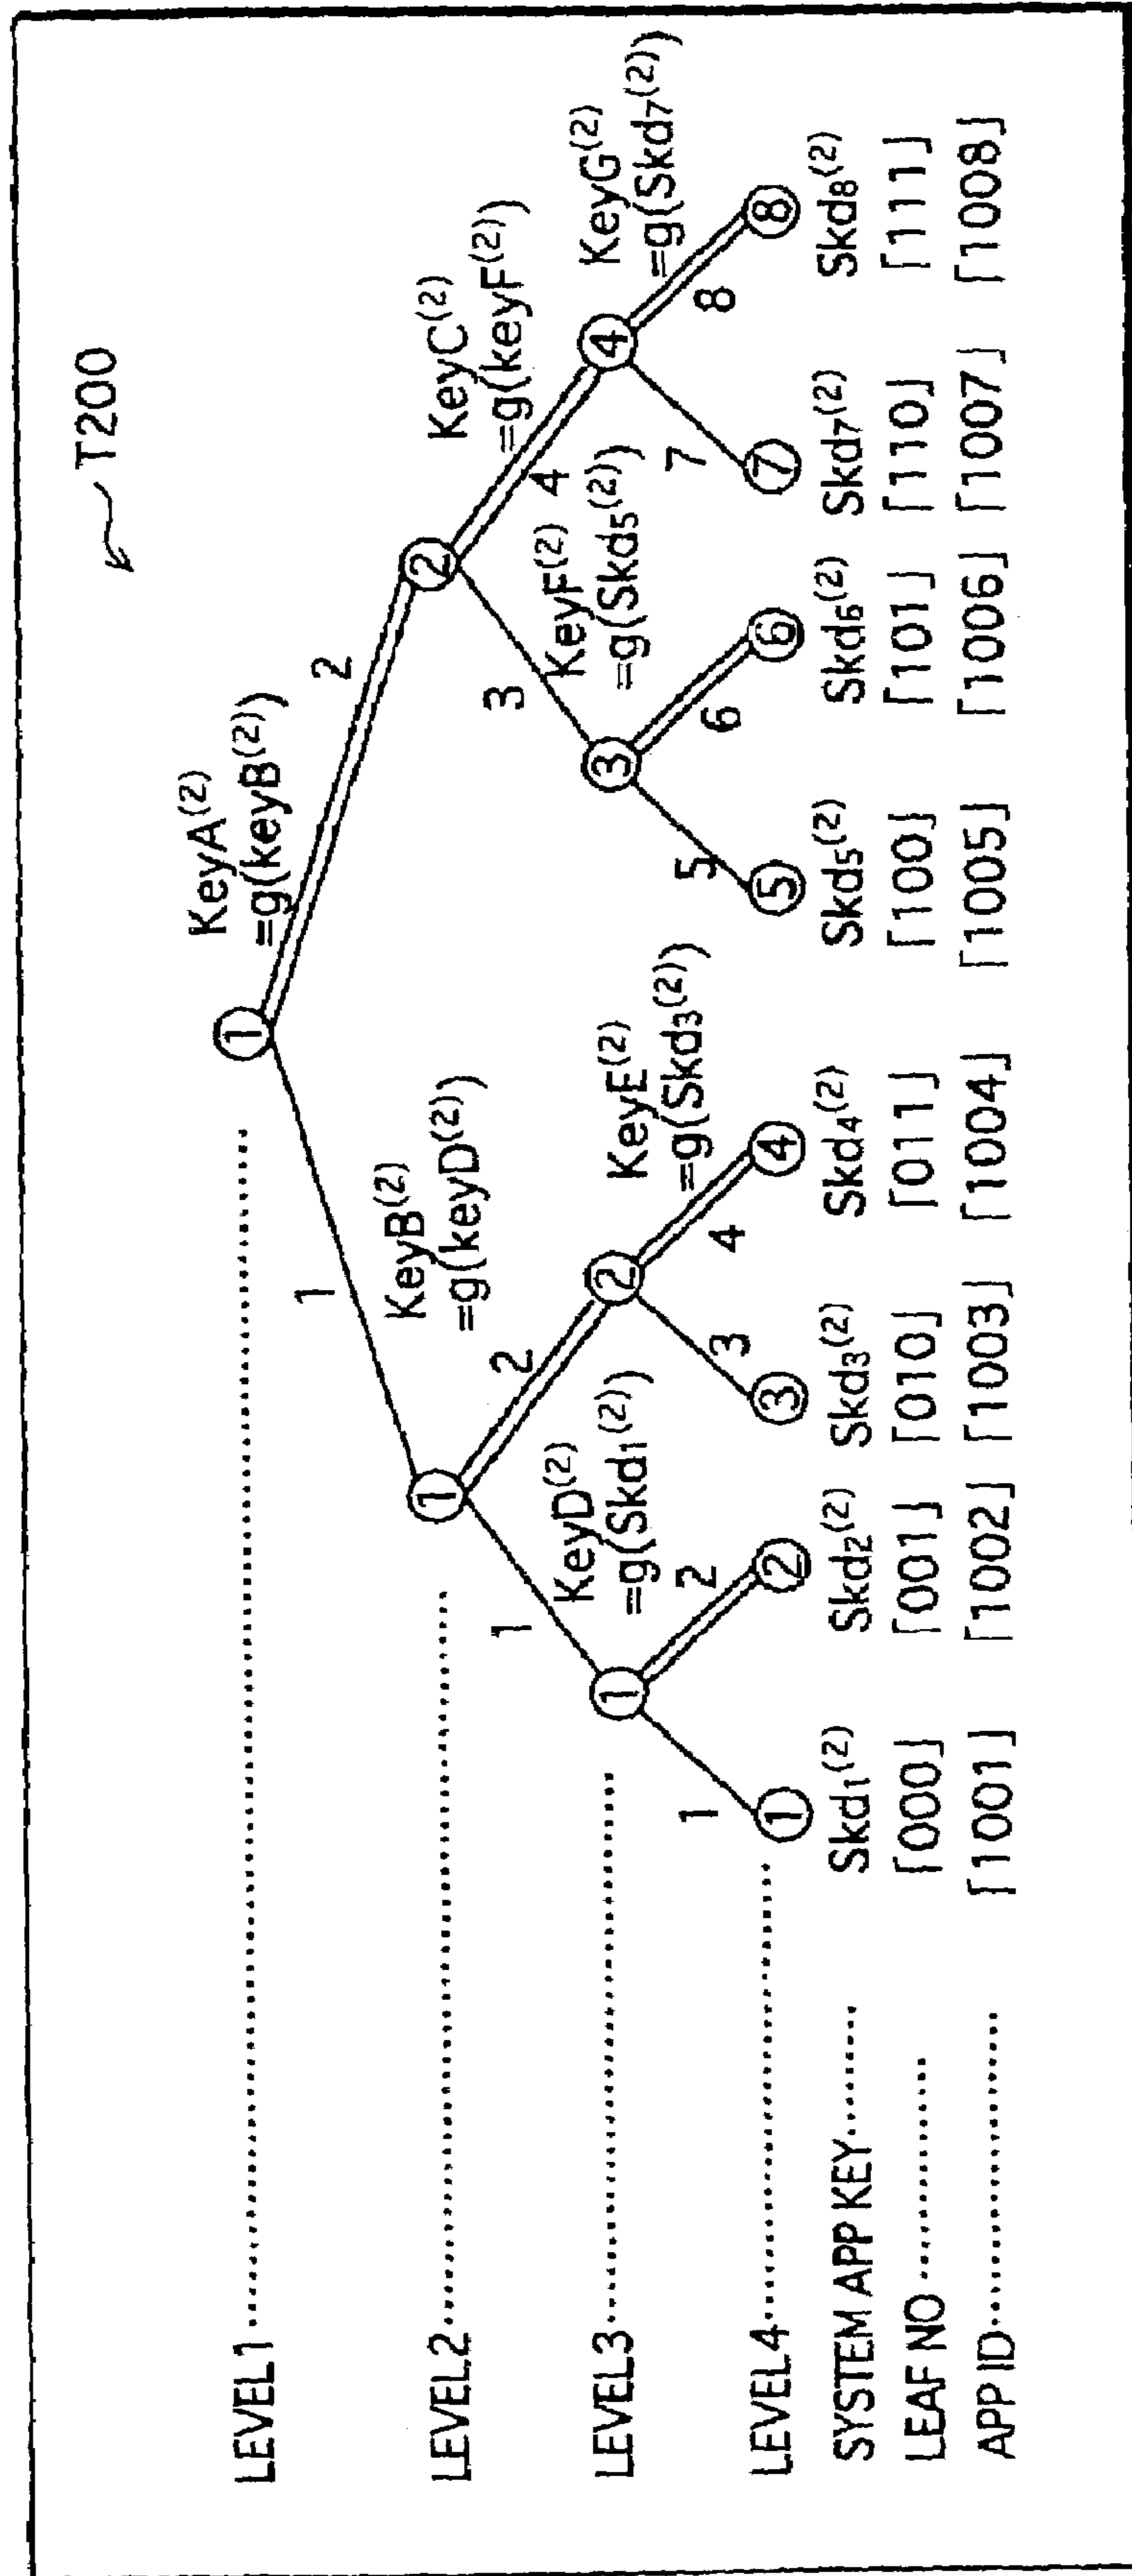 T200
LEVEL1
KeyA(2)
=g(keyB(2))
1
1
2
LEVEL2
KeyB(2)
=g(keyD(2))
KeyC(2)
=g(keyF(2))
1
2
1
2
3
4
LEVEL3
KeyD(2)
=g(Skd1(2))
KeyE(2)
=g(Skd3(2))
KeyF(2)
=g(Skd5(2))
KeyG(2)
=g(Skd7(2))
1
2
3
4
1
2
3
4
5
6
7
8
LEVEL4
1
2
3
4
5
6
7
8
SYSTEM APP KEY Skd1(2) Skd2(2) Skd3(2) Skd4(2) Skd5(2) Skd6(2) Skd7(2) Skd8(2)
LEAF NO 「000」 「001」 「010」 「011」 「100」 「101」 「110」 「111」
APP ID 「1001」 「1002」 「1003」 「1004」 「1005」 「1006」 「1007」 「1008」